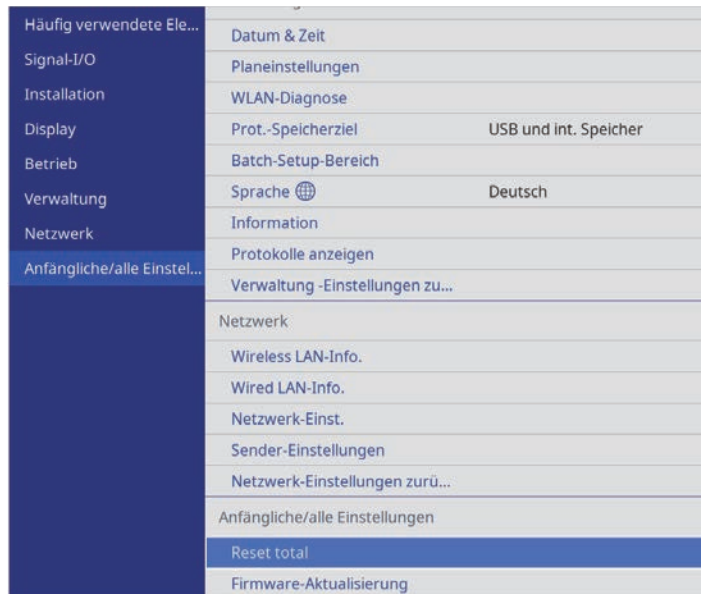 Häufig verwendete Ele...
Signal-I/O
Installation
Display
Betrieb
Verwaltung
Netzwerk
Anfängliche/alle Einstel...
Datum & Zeit
Planeinstellungen
WLAN-Diagnose
Prot.-Speicherziel USB und int. Speicher
Batch-Setup-Bereich
Sprache Deutsch
Information
Protokolle anzeigen
Verwaltung -Einstellungen zu...
Netzwerk
Wireless LAN-Info.
Wired LAN-Info.
Netzwerk-Einst.
Sender-Einstellungen
Netzwerk-Einstellungen zurü...
Anfängliche/alle Einstellungen
Reset total
Firmware-Aktualisierung